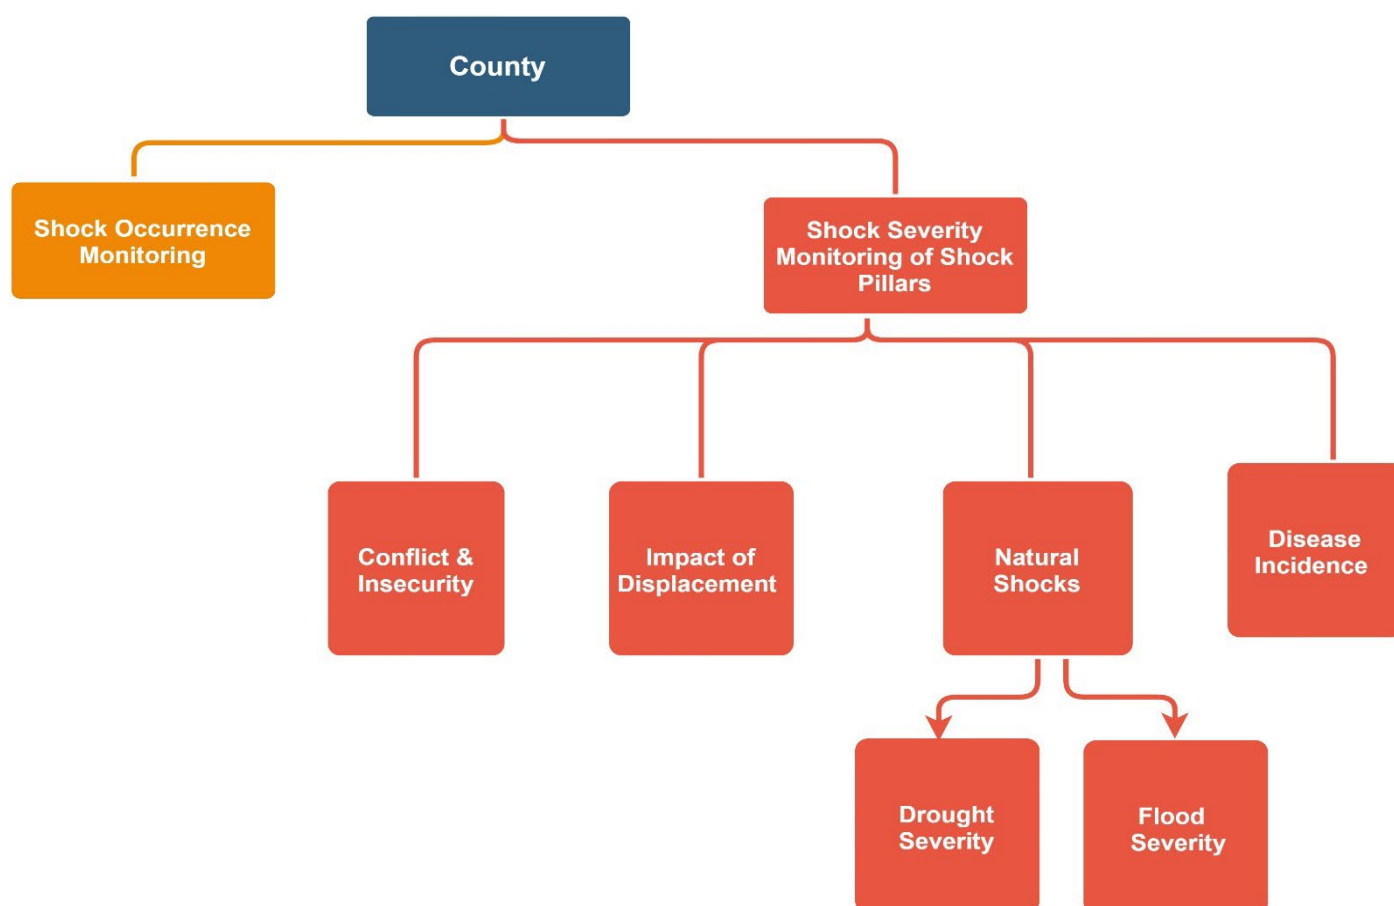 County
Shock Occurrence
Monitoring
Shock Severity
Monitoring of Shock
Pillars
Conflict &
Insecurity
Impact of
Displacement
Natural
Shocks
Disease
Incidence
Drought
Severity
Flood
Severity